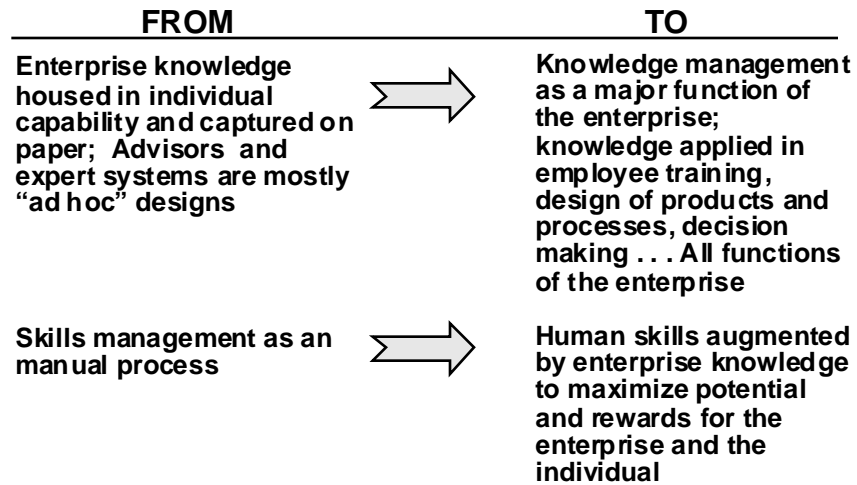 FROM
TO
Enterprise knowledge
housed in individual
capability and captured on
paper; Advisors and
expert systems are mostly
“ad hoc” designs
Knowledge management
as a major function of
the enterprise;
knowledge applied in
employee training,
design of products and
processes, decision
making . . . All functions
of the enterprise
Skills management as an
manual process
Human skills augmented
by enterprise knowledge
to maximize potential
and rewards for the
enterprise and the
individual